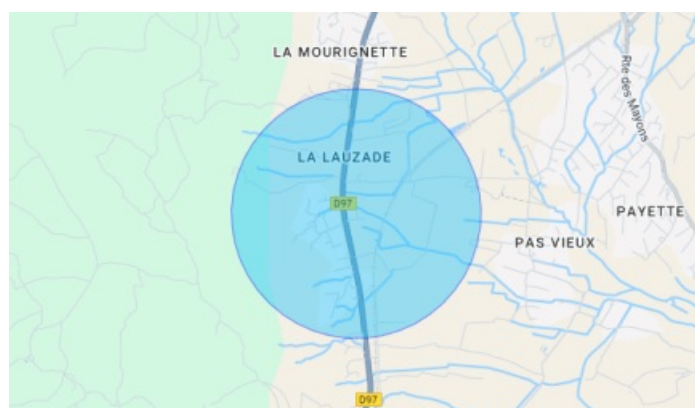 LA MOURIGNETTE
Rte des Mayons
LA LAUZADE
D97
PAYETTE
PAS VIEUX
D97